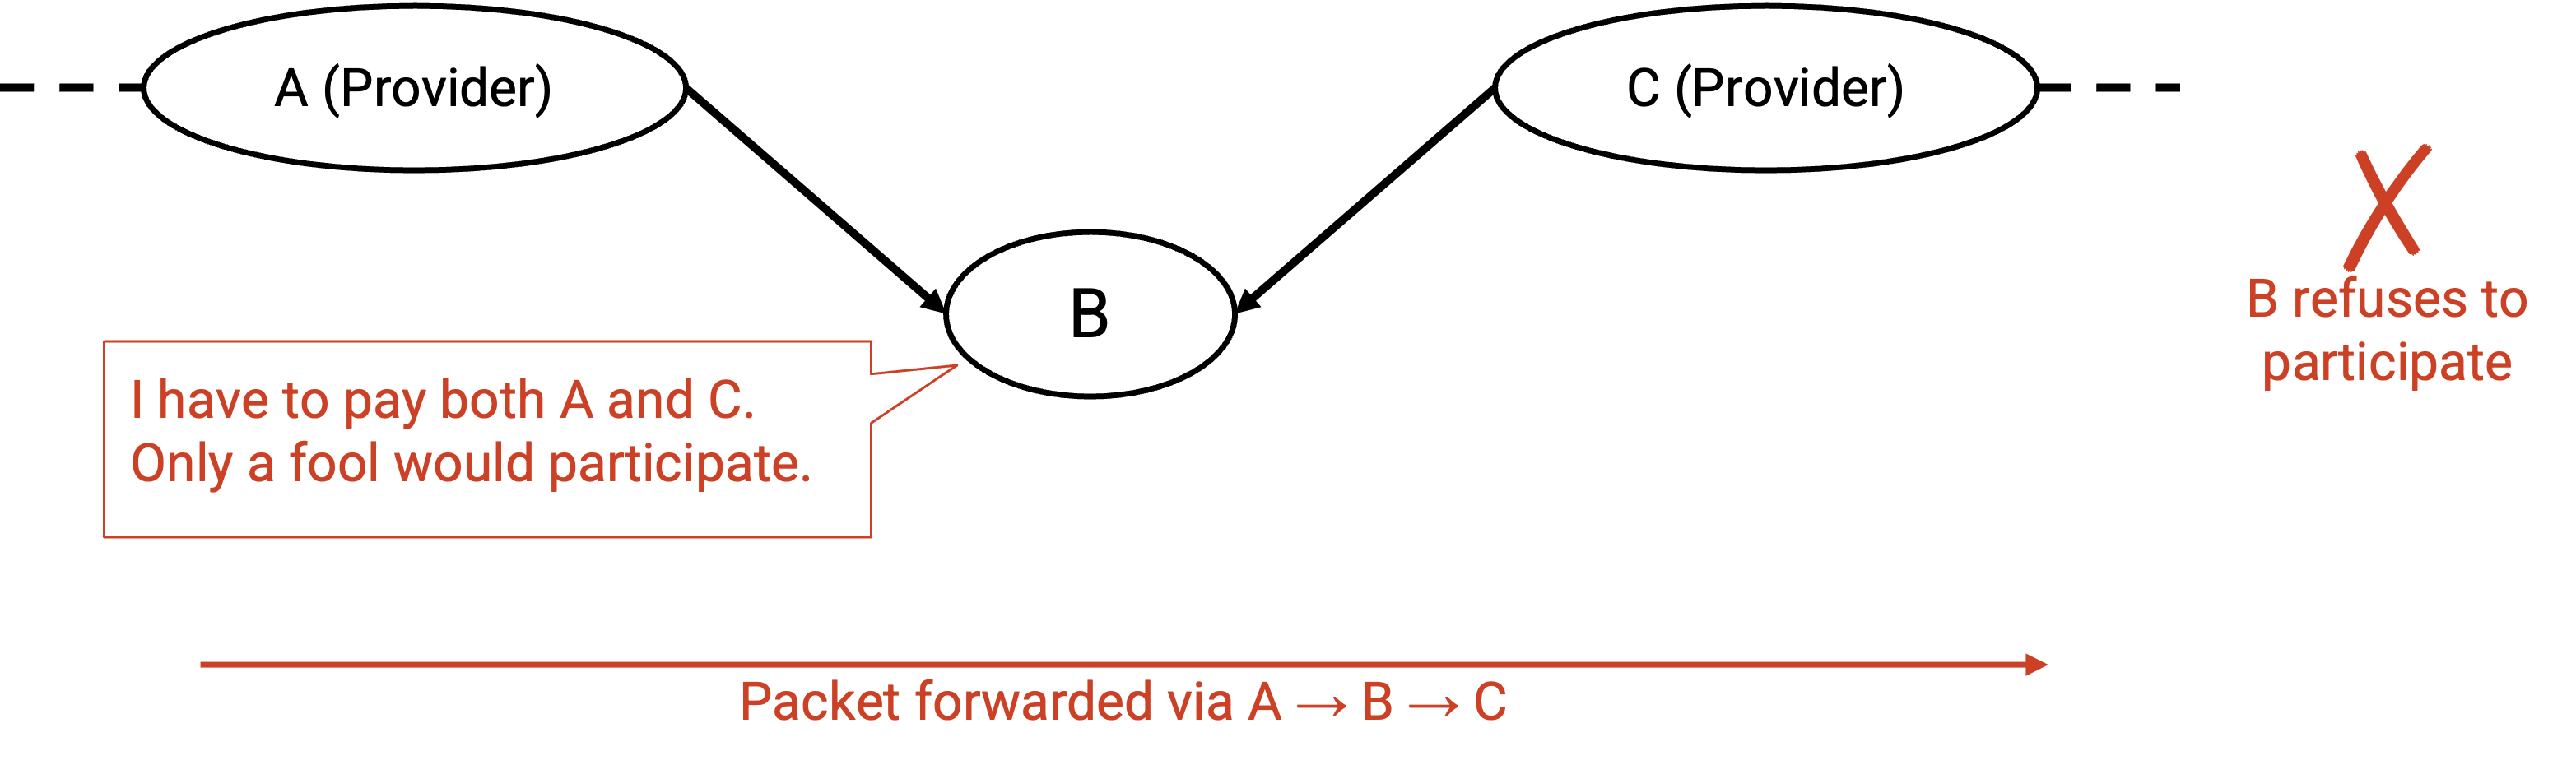 A (Provider)
C (Provider)
B
B refuses to
participate
I have to pay both A and C.
Only a fool would participate.
Packet forwarded via A → B → C